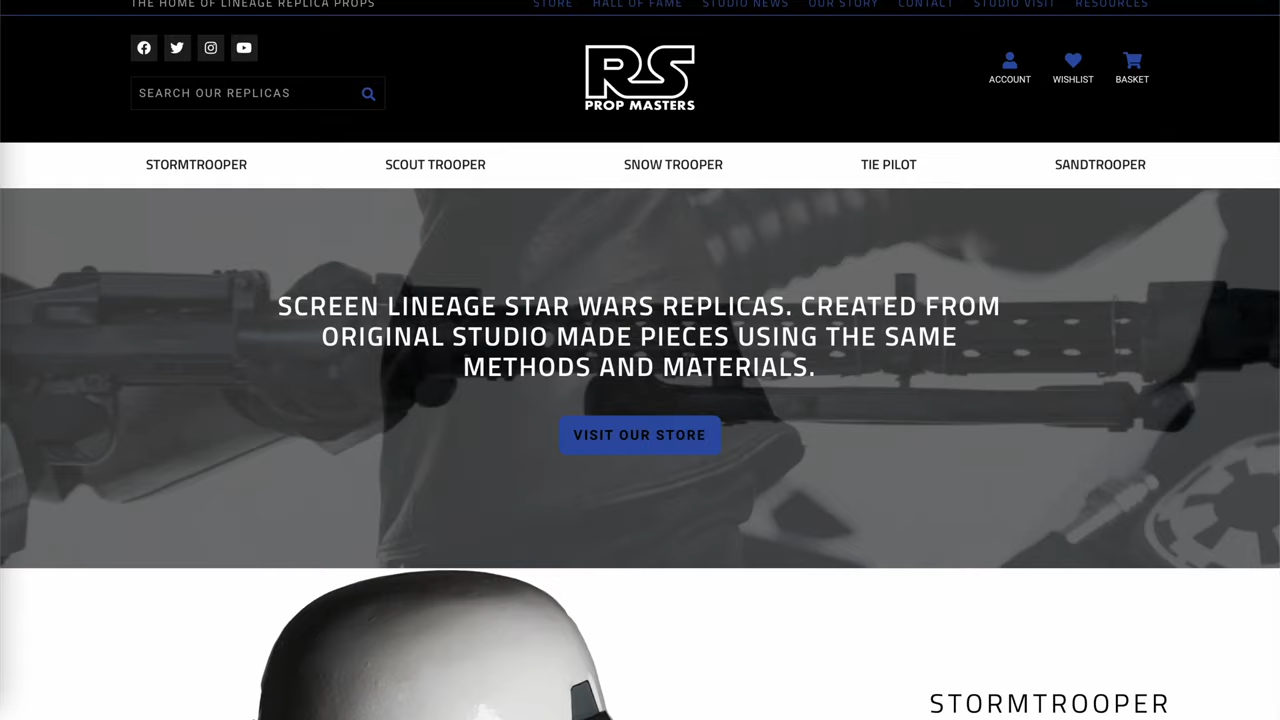 THE HOME OF LINEAGE REPLICA PROPS
STORE HALL OF FAME STUDIO NEWS OUR STORY CONTACT STUDIO VISIT RESOURCES
SEARCH OUR REPLICAS
RS
PROP MASTERS
ACCOUNT WISHLIST BASKET
STORMTROOPER SCOUT TROOPER SNOW TROOPER TIE PILOT SANDTROOPER
SCREEN LINEAGE STAR WARS REPLICAS. CREATED FROM
ORIGINAL STUDIO MADE PIECES USING THE SAME
METHODS AND MATERIALS.
VISIT OUR STORE
STORMTROOPER